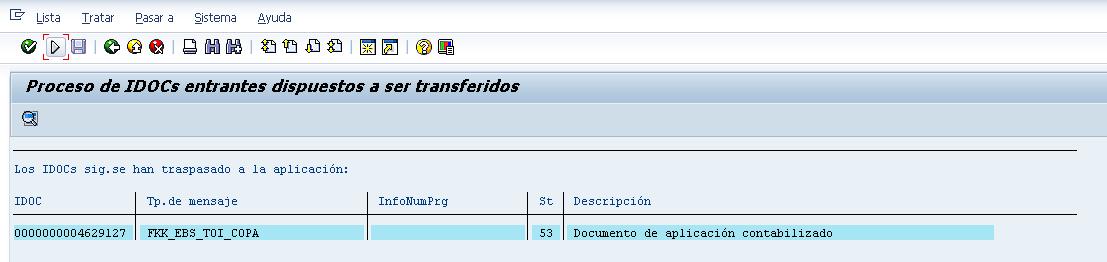 Lista Tratar Pasar a Sistema Ayuda
Proceso de IDOCs entrantes dispuestos a ser transferidos
Los IDOCs sig.se han traspasado a la aplicación:
IDOC Tp.de mensaje InfoNumPrg St Descripción
0000000004629127 FKK_EBS_TOI_COPA 53 Documento de aplicación contabilizado